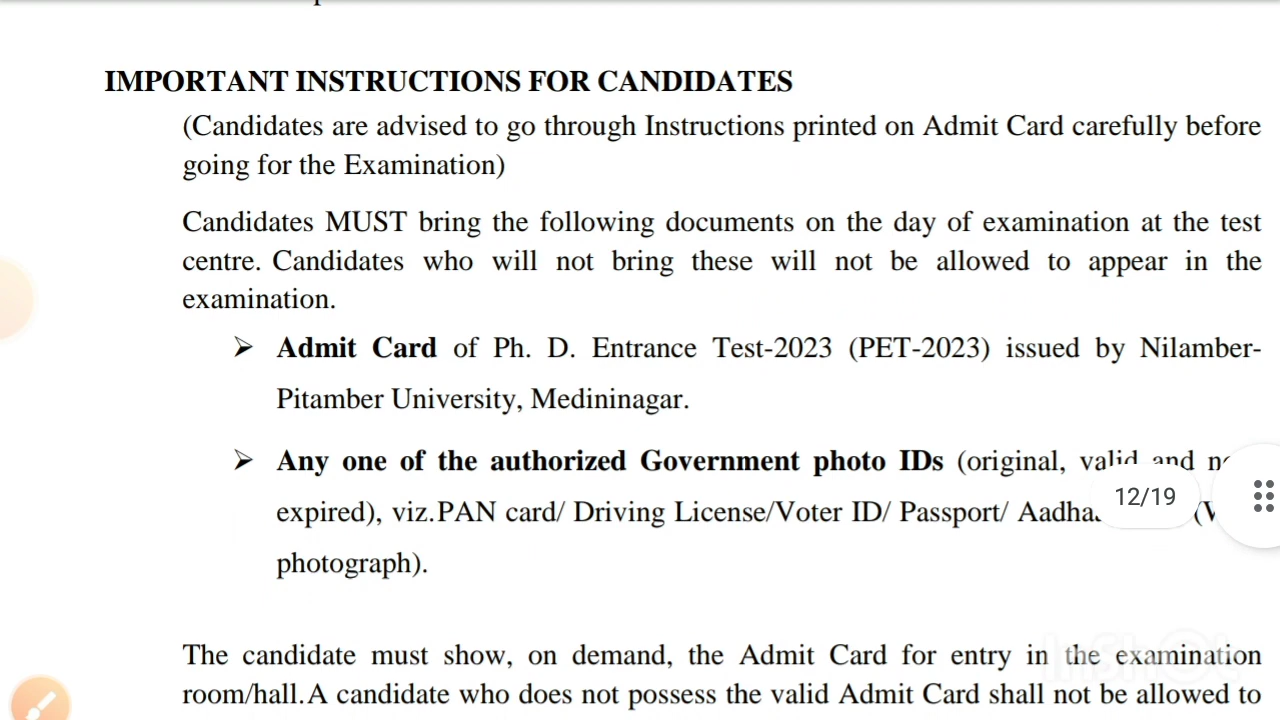 IMPORTANT INSTRUCTIONS FOR CANDIDATES
(Candidates are advised to go through Instructions printed on Admit Card carefully before
going for the Examination)
Candidates MUST bring the following documents on the day of examination at the test
centre. Candidates who will not bring these will not be allowed to appear in the
examination.
➢ Admit Card of Ph. D. Entrance Test-2023 (PET-2023) issued by Nilamber-
Pitamber University, Medininagar.
➢ Any one of the authorized Government photo IDs (original, valid and
expired), viz.PAN card/ Driving License/Voter ID/ Passport/
12/19
photograph).
The candidate must show, on demand, the Admit Card for entry in the examination
room/hall.A candidate who does not possess the valid Admit Card shall not be allowed to
InShOt